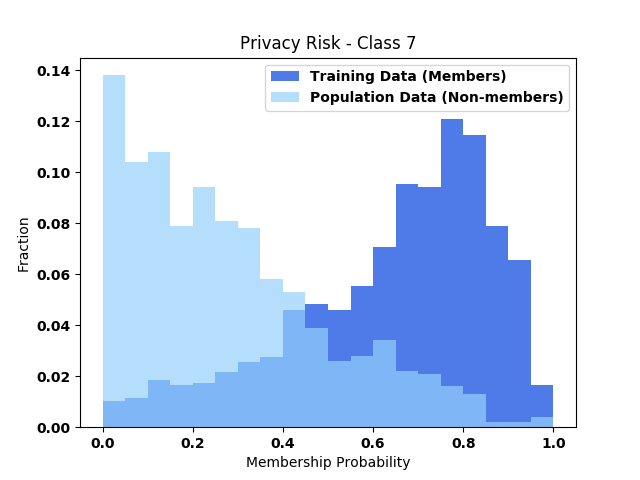 Privacy Risk - Class 7
Training Data (Members)
Population Data (Non-members)
0.14
0.12
0.10
0.08
0.06
0.04
0.02
0.00
Fraction
0.0 0.2 0.4 0.6 0.8 1.0
Membership Probability